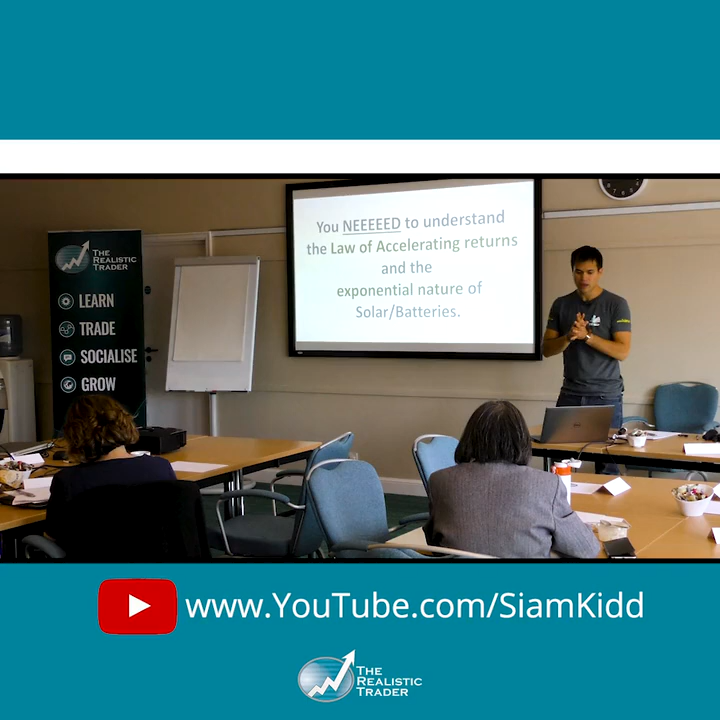 You NEEEEED to understand
the Law of Accelerating returns
and the
exponential nature of
Solar/Batteries.
THE
REALISTIC
TRADER
LEARN
TRADE
SOCIALISE
GROW
www.YouTube.com/SiamKidd
THE
REALISTIC
TRADER